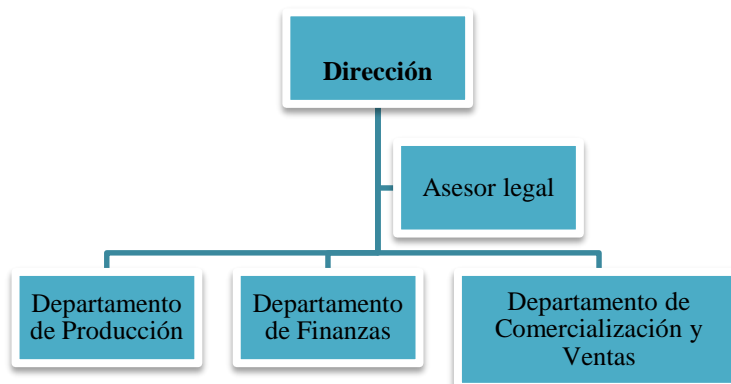 Dirección
Asesor legal
Departamento
de Producción
Departamento
de Finanzas
Departamento de
Comercialización y
Ventas